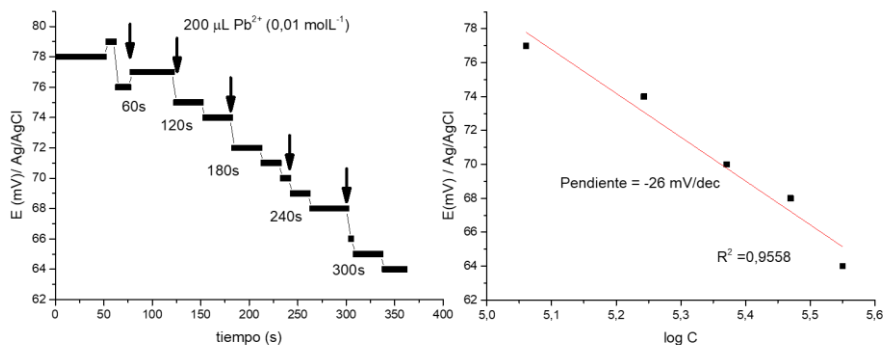 80
78
76
74
72
70
68
66
64
62
E (mV)/ Ag/AgCl
200 µL Pb²⁺ (0,01 molL⁻¹)
60s
120s
180s
240s
300s
0 50 100 150 200 250 300 350 400
tiempo (s)
78
76
74
72
70
68
66
64
62
E(mV) / Ag/AgCl
Pendiente = -26 mV/dec
R² =0,9558
5,0 5,1 5,2 5,3 5,4 5,5 5,6
log C